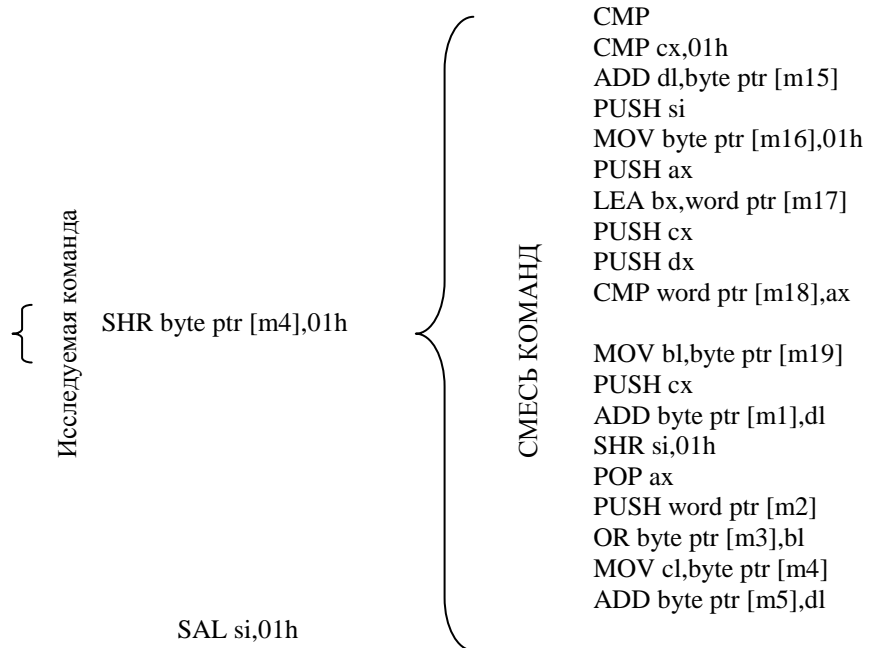 Исследуемая команда
SHR byte ptr [m4],01h
SAL si,01h
СМЕСЬ КОМАНД
CMP
CMP cx,01h
ADD dl,byte ptr [m15]
PUSH si
MOV byte ptr [m16],01h
PUSH ax
LEA bx,word ptr [m17]
PUSH cx
PUSH dx
CMP word ptr [m18],ax
MOV bl,byte ptr [m19]
PUSH cx
ADD byte ptr [m1],dl
SHR si,01h
POP ax
PUSH word ptr [m2]
OR byte ptr [m3],bl
MOV cl,byte ptr [m4]
ADD byte ptr [m5],dl